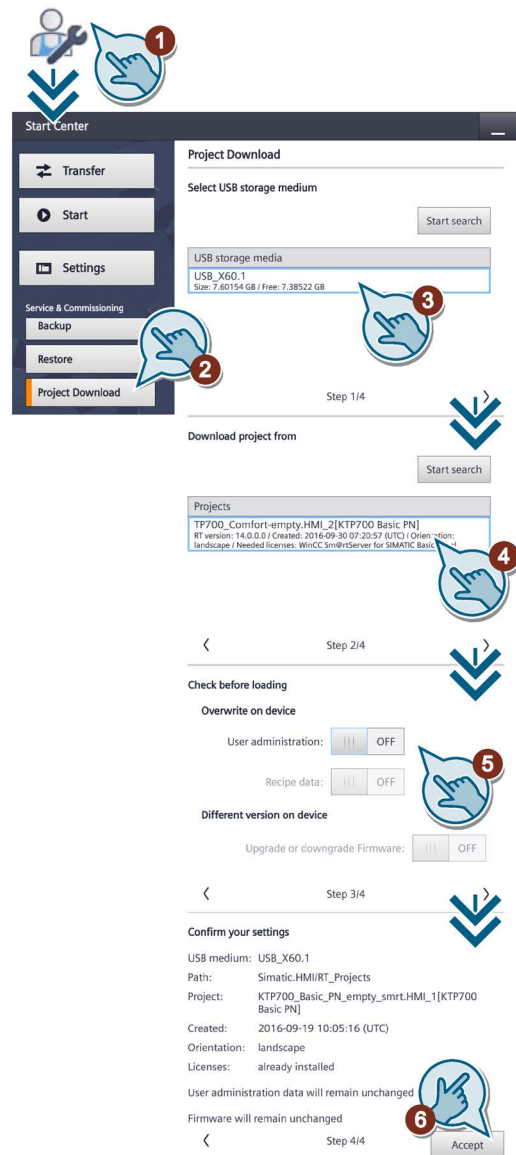 1
Start Center
Transfer
Start
Settings
Service & Commissioning
Backup
Restore
2
Project Download
Project Download
Select USB storage medium
Start search
USB storage media
USB_X60.1
Size: 7.60154 GB / Free: 7.38522 GB
3
Step 1/4
Download project from
Start search
Projects
TP700_Comfort-empty.HMI_2[KTP700 Basic PN]
RT version: 14.0.0.0 / Created: 2016-09-30 07:20:57 (UTC) / Orientation:
landscape / Needed licenses: WinCC Sm@rtServer for SIMATIC Basic
4
Step 2/4
Check before loading
Overwrite on device
User administration: OFF
5
Recipe data: OFF
Different version on device
Upgrade or downgrade Firmware: OFF
Step 3/4
Confirm your settings
USB medium: USB_X60.1
Path: Simatic.HMI/RT_Projects
Project: KTP700_Basic_PN_empty_smrt.HMI_1[KTP700
Basic PN]
Created: 2016-09-19 10:05:16 (UTC)
Orientation: landscape
Licenses: already installed
User administration data will remain unchanged
6
Firmware will remain unchanged
Step 4/4
Accept